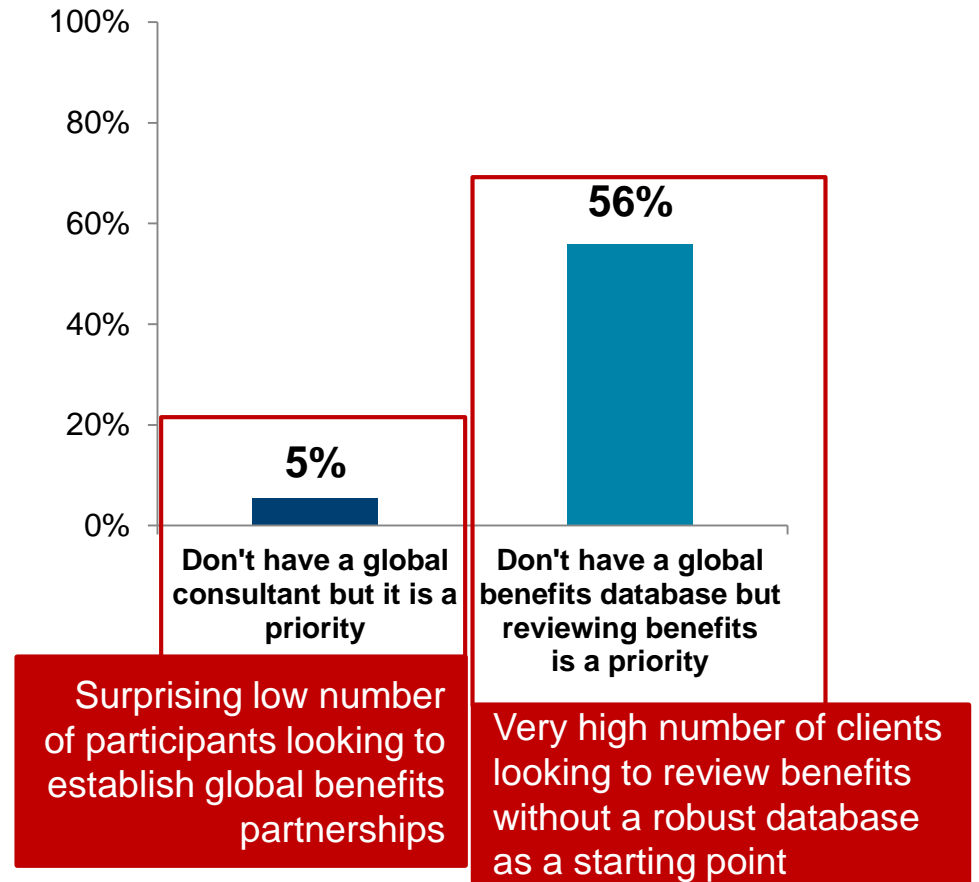 100%
80%
60%
40%
20%
0%
5%
56%
Don't have a global
consultant but it is a
priority
Don't have a global
benefits database but
reviewing benefits
is a priority
Surprising low number
of participants looking to
establish global benefits
partnerships
Very high number of clients
looking to review benefits
without a robust database
as a starting point